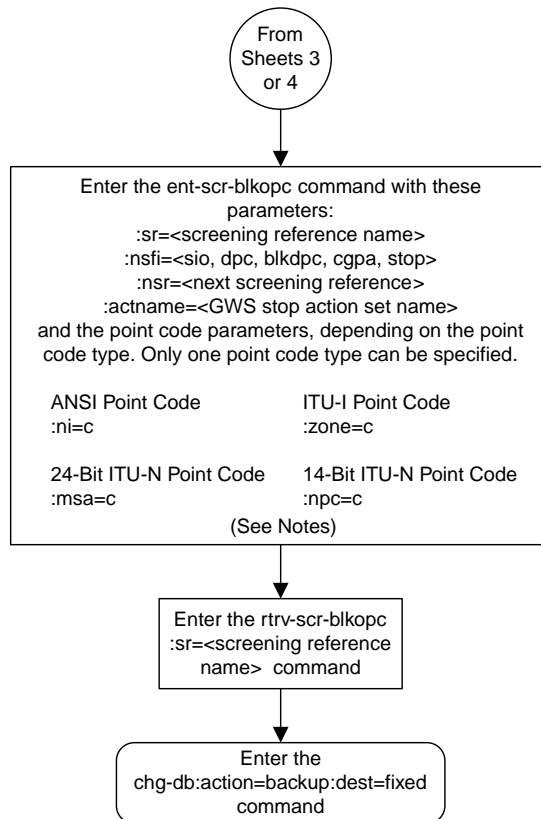 From
Sheets 3
or 4
Enter the ent-scr-blkopc command with these
parameters:
:sr=<screening reference name>
:nsfi=<sio, dpc, blkdpc, cgpa, stop>
:nsr=<next screening reference>
:actname=<GWS stop action set name>
and the point code parameters, depending on the point
code type. Only one point code type can be specified.
ANSI Point Code
:ni=c
ITU-I Point Code
:zone=c
24-Bit ITU-N Point Code
:msa=c
14-Bit ITU-N Point Code
:npc=c
(See Notes)
Enter the rtrv-scr-blkopc
:sr=<screening reference
name> command
Enter the
chg-db:action=backup:dest=fixed
command